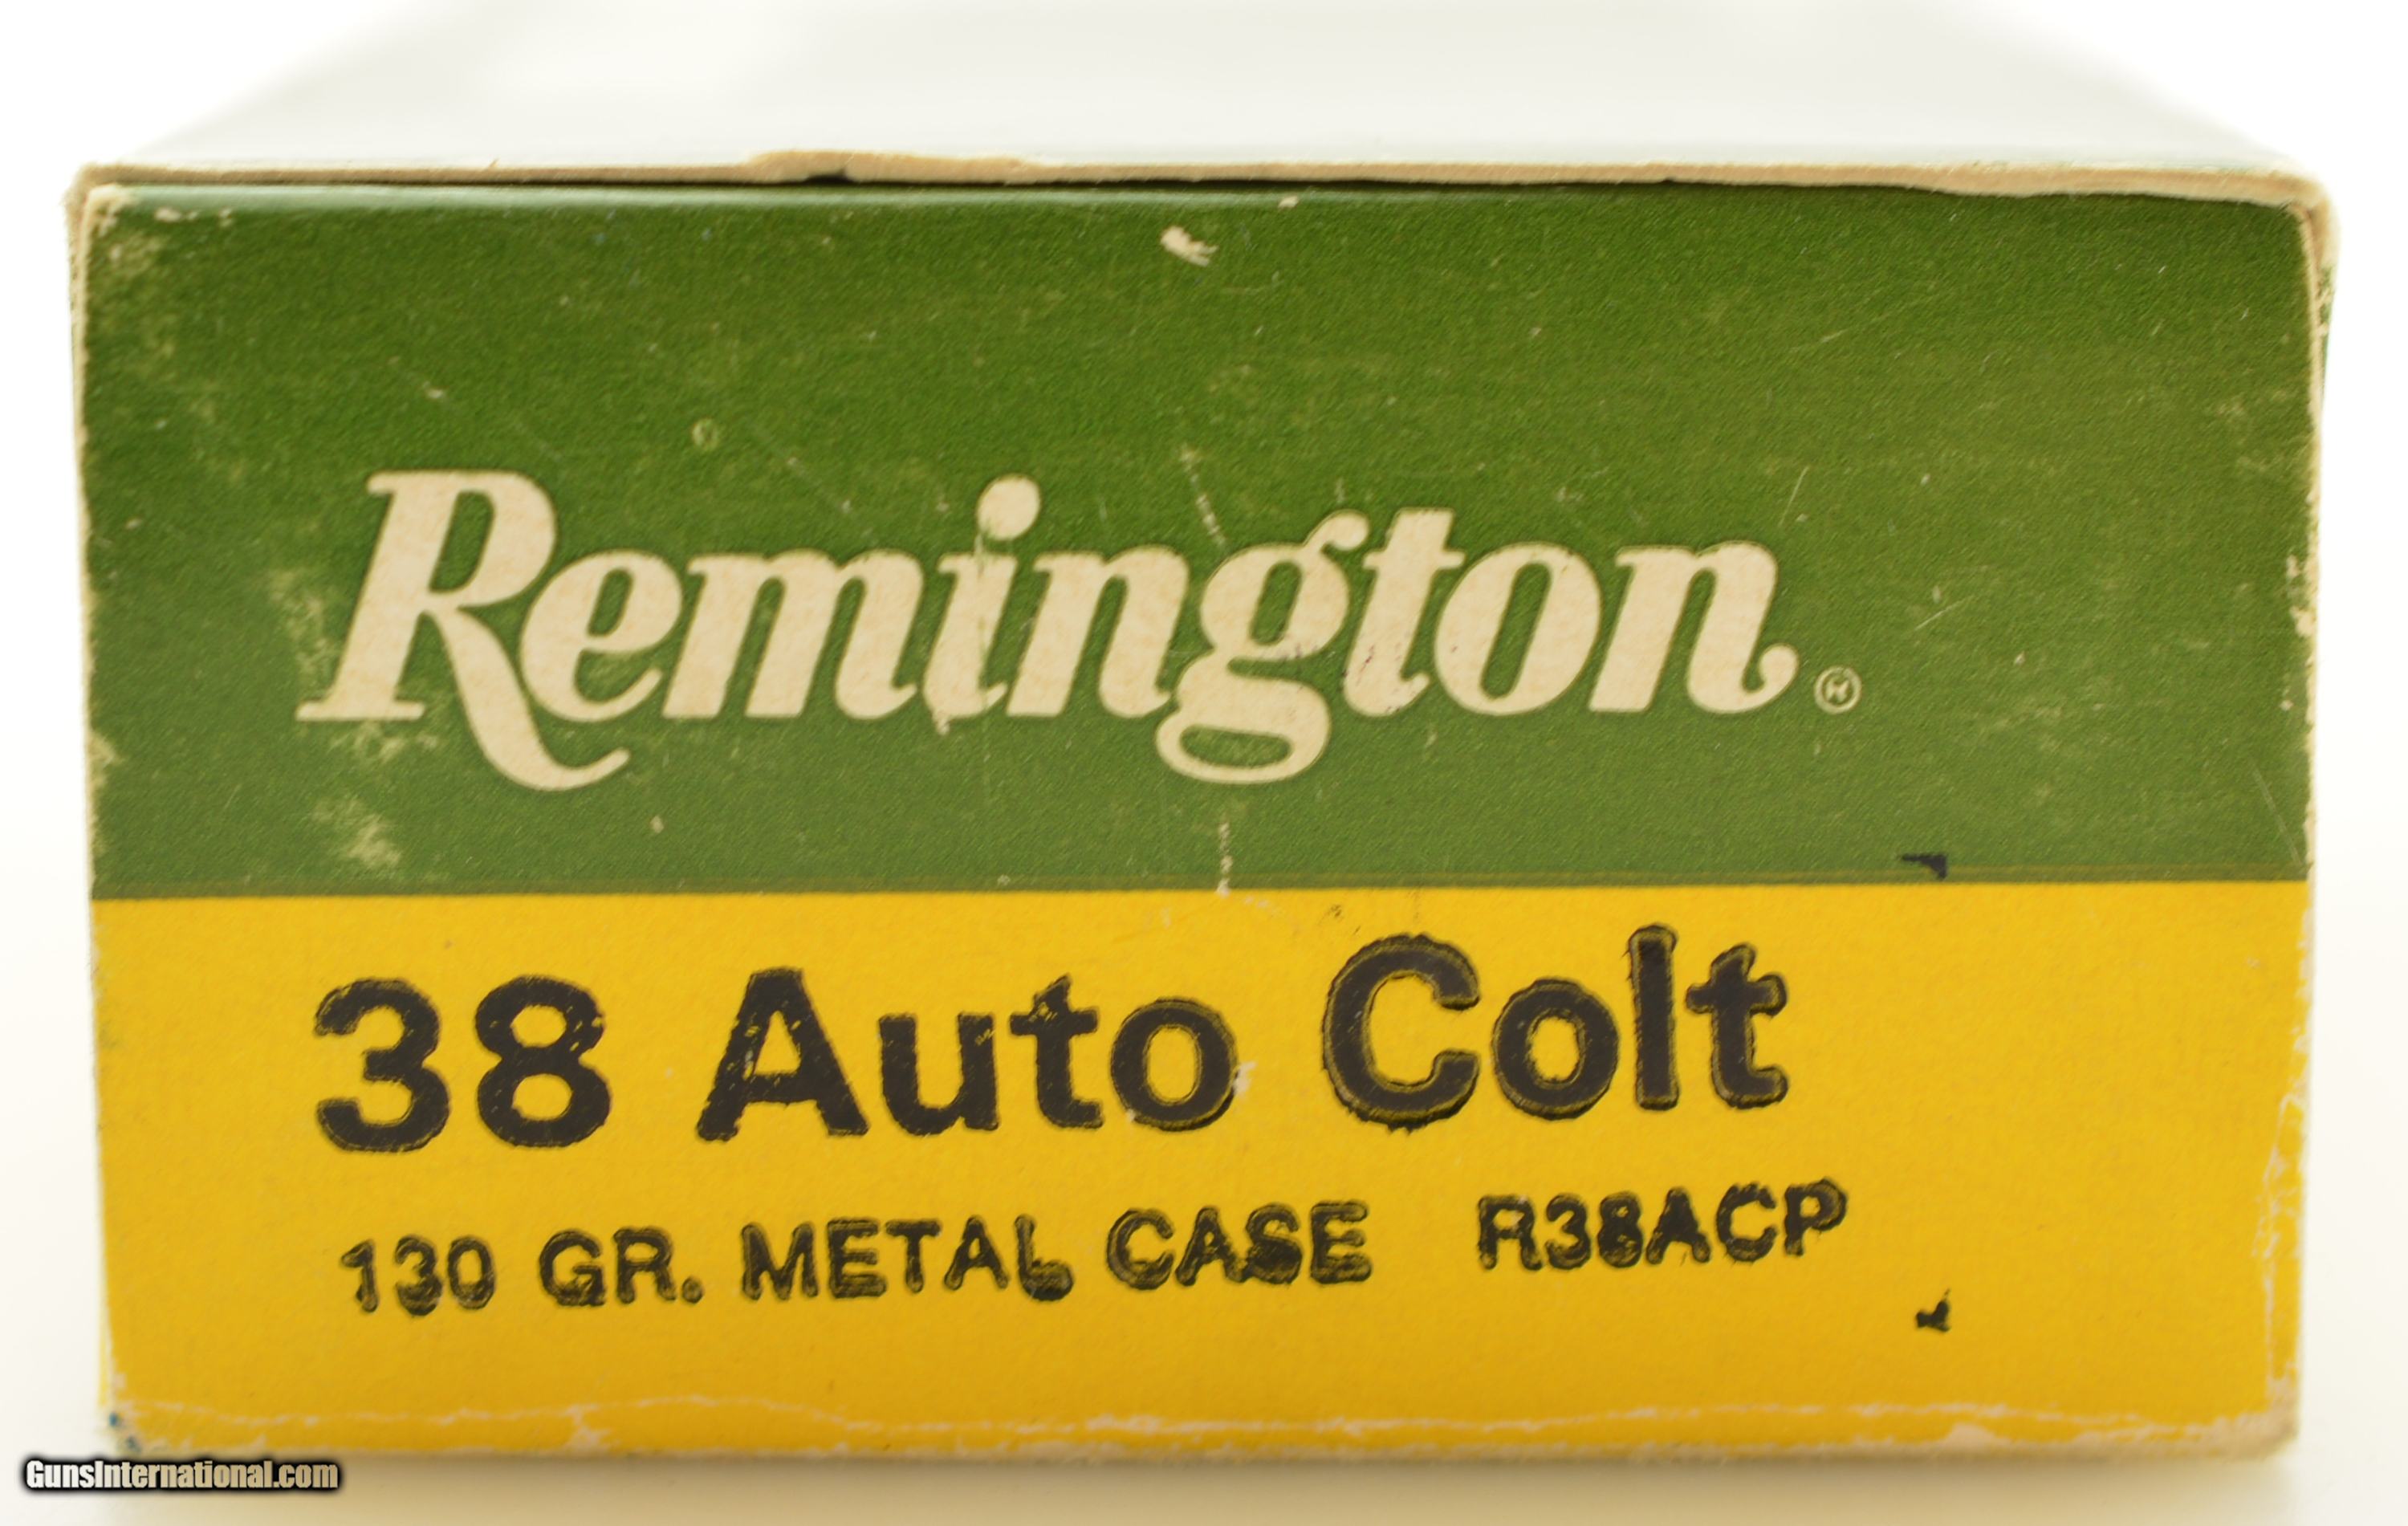 Remington®
38 Auto Colt
130 GR. METAL CASE R38ACP
GunsInternational.com